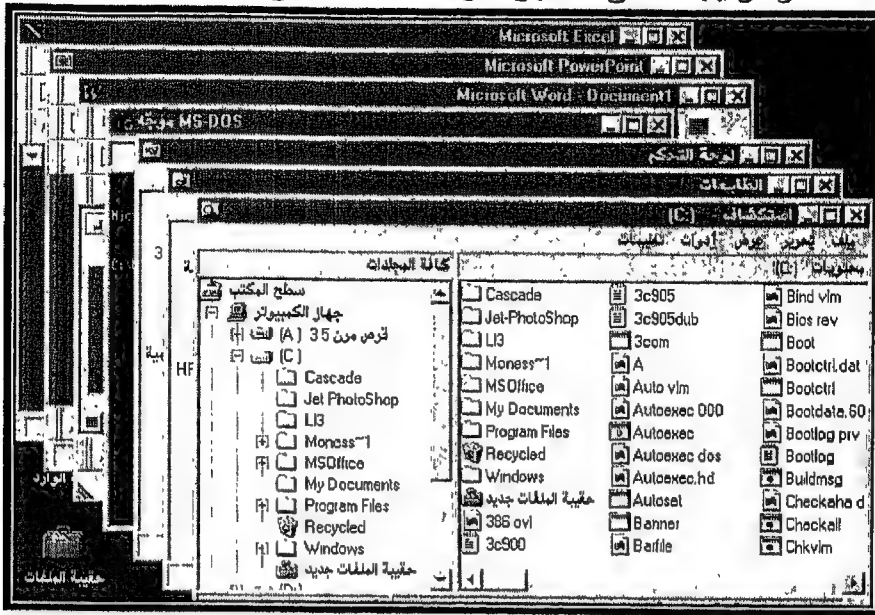 Microsoft Excel
Microsoft PowerPoint
Microsoft Word - Document1
موجه MS-DOS
لوحة التحكم
الطابعات
استكشاف - (C:)
ملف تحرير عرض أدوات تعليمات
كافة المجلدات
محتويات (C:)
سطح المكتب
جهاز الكمبيوتر
قرص مرن 3 5 (A)
(C)
Cascade
Jet PhotoShop
LI3
Moness~1
MSOffice
My Documents
Program Files
Recycled
Windows
حقيبة الملفات جديد
(D:)
Cascade
Jet-PhotoShop
LI3
Moness~1
MSOffice
My Documents
Program Files
Recycled
Windows
حقيبة الملفات جديد
386 ovl
3c900
3c905
3c905dub
3com
A
Auto vlm
Autoexec 000
Autoexec
Autoexec dos
Autoexec.hd
Autoset
Banner
Barfile
Bind vlm
Bios rev
Boot
Bootctrl.dat
Bootctrl
Bootdata.60
Bootlog prv
Bootlog
Buildmsg
Checkaha d
Checkall
Chkvlm
3
HF
الوارد
حقيبة الملفات